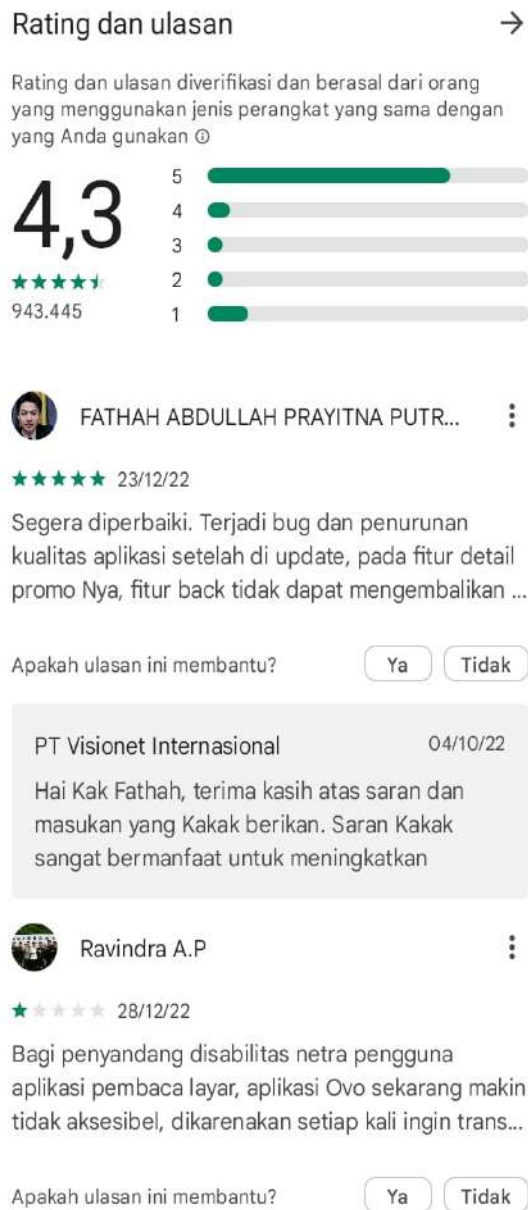 Rating dan ulasan
Rating dan ulasan diverifikasi dan berasal dari orang
yang menggunakan jenis perangkat yang sama dengan
yang Anda gunakan
4,3
943.445
5
4
3
2
1
FATHAH ABDULLAH PRAYITNA PUTR...
23/12/22
Segera diperbaiki. Terjadi bug dan penurunan
kualitas aplikasi setelah di update, pada fitur detail
promo Nya, fitur back tidak dapat mengembalikan ...
Apakah ulasan ini membantu? Ya Tidak
PT Visionet Internasional 04/10/22
Hai Kak Fathah, terima kasih atas saran dan
masukan yang Kakak berikan. Saran Kakak
sangat bermanfaat untuk meningkatkan
Ravindra A.P
28/12/22
Bagi penyandang disabilitas netra pengguna
aplikasi pembaca layar, aplikasi Ovo sekarang makin
tidak aksesibel, dikarenakan setiap kali ingin trans...
Apakah ulasan ini membantu? Ya Tidak